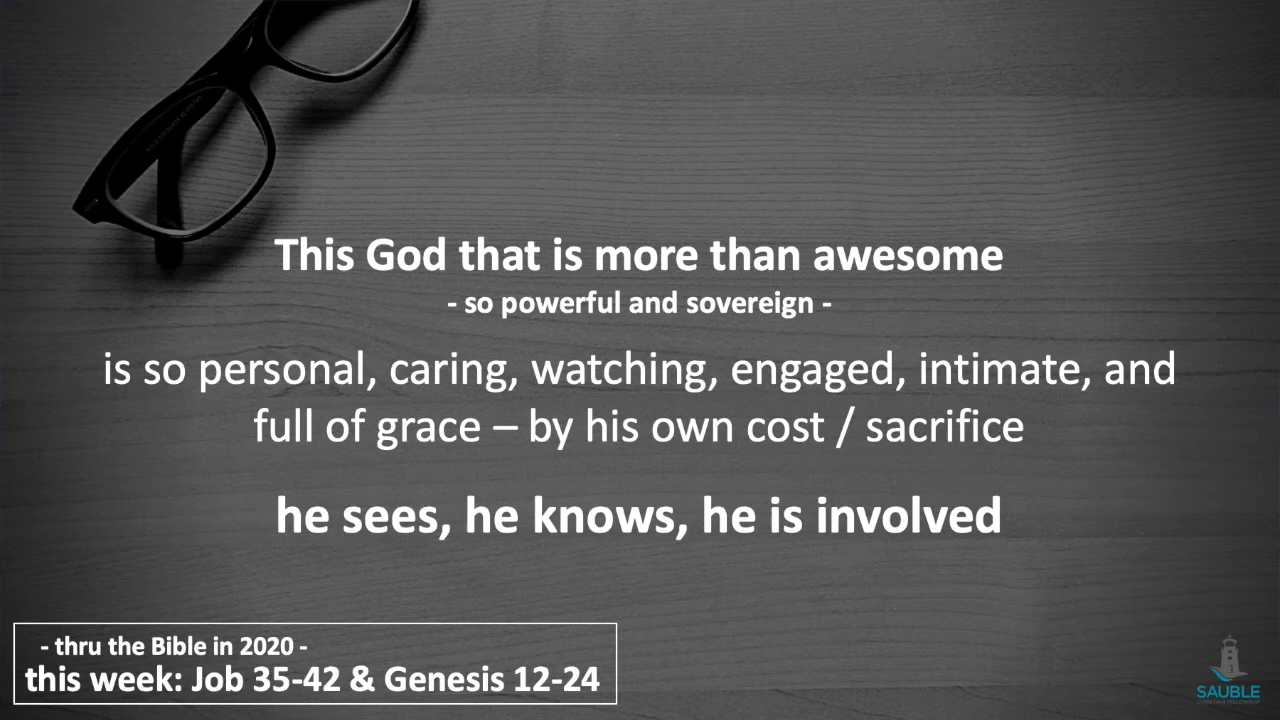 This God that is more than awesome
- so powerful and sovereign -
is so personal, caring, watching, engaged, intimate, and
full of grace – by his own cost / sacrifice
he sees, he knows, he is involved
- thru the Bible in 2020 -
this week: Job 35-42 & Genesis 12-24
SAUBLE
CHRISTIAN FELLOWSHIP